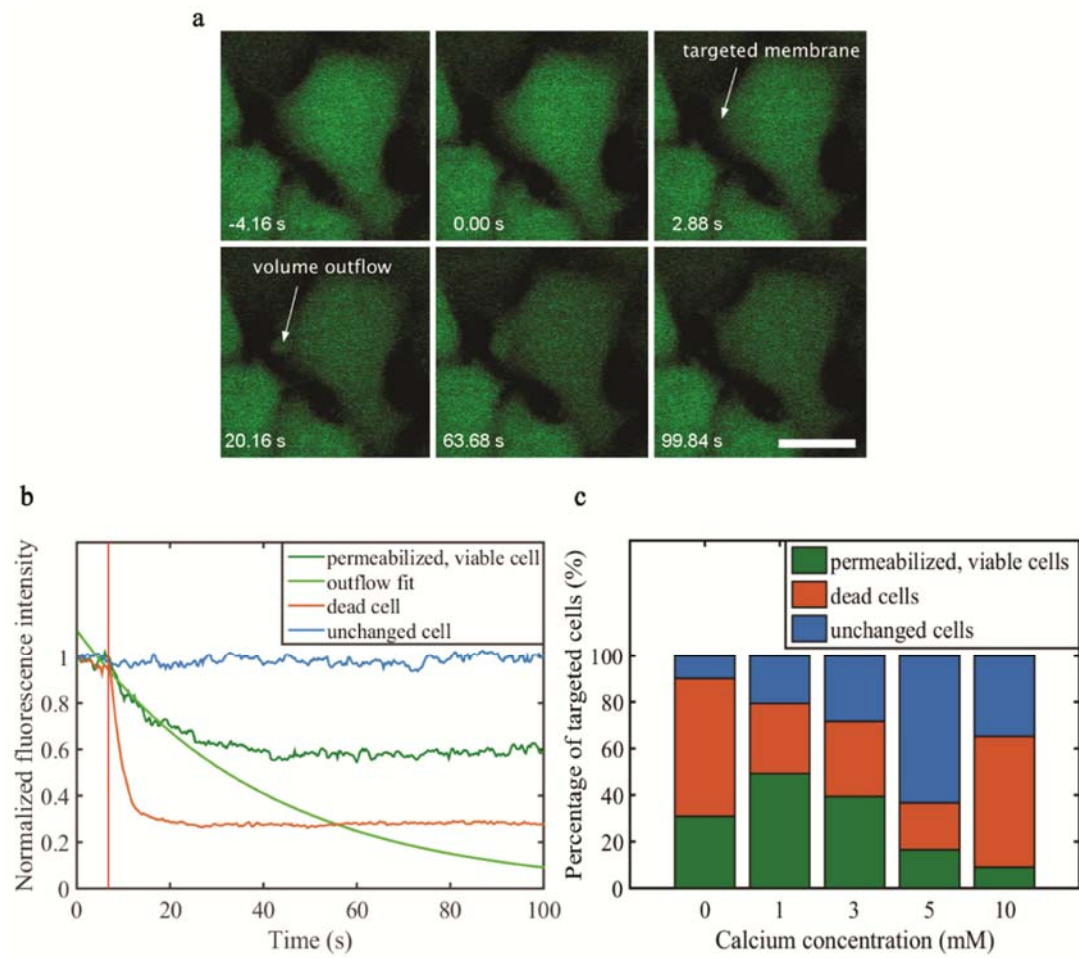 a
targeted membrane
-4.16 s
0.00 s
2.88 s
volume outflow
20.16 s
63.68 s
99.84 s
b
Normalized fluorescence intensity
permeabilized, viable cell
outflow fit
dead cell
unchanged cell
1
0.8
0.6
0.4
0.2
0
0 20 40 60 80 100
Time (s)
c
Percentage of targeted cells (%)
permeabilized, viable cells
dead cells
unchanged cells
100
80
60
40
20
0
0 1 3 5 10
Calcium concentration (mM)